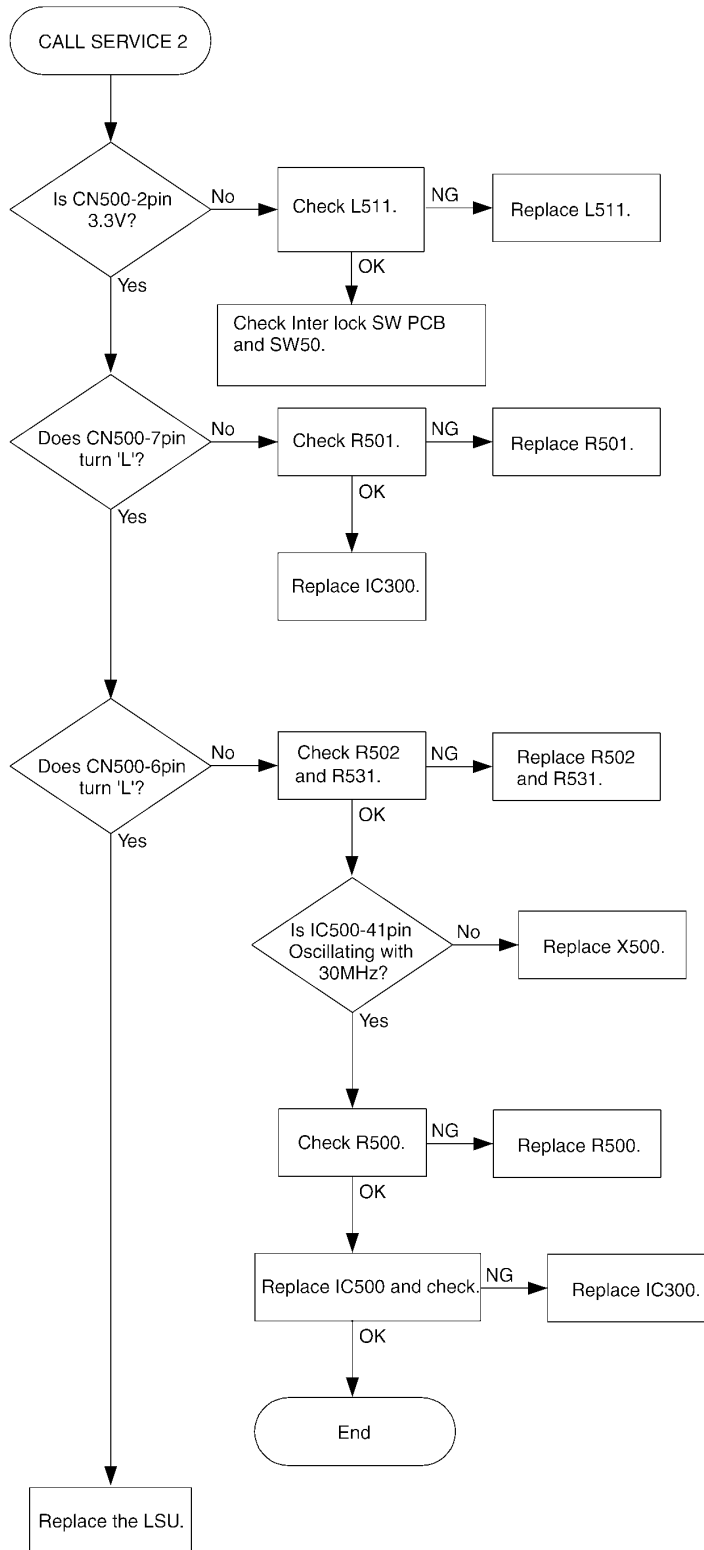 CALL SERVICE 2
Is CN500-2pin
3.3V?
No
Check L511.
NG
Replace L511.
Yes
OK
Check Inter lock SW PCB
and SW50.
Does CN500-7pin
turn 'L'?
No
Check R501.
NG
Replace R501.
Yes
OK
Replace IC300.
Does CN500-6pin
turn 'L'?
No
Check R502
and R531.
NG
Replace R502
and R531.
Yes
OK
Is IC500-41pin
Oscillating with
30MHz?
No
Replace X500.
Yes
Check R500.
NG
Replace R500.
OK
Replace IC500 and check.
NG
Replace IC300.
OK
End
Replace the LSU.